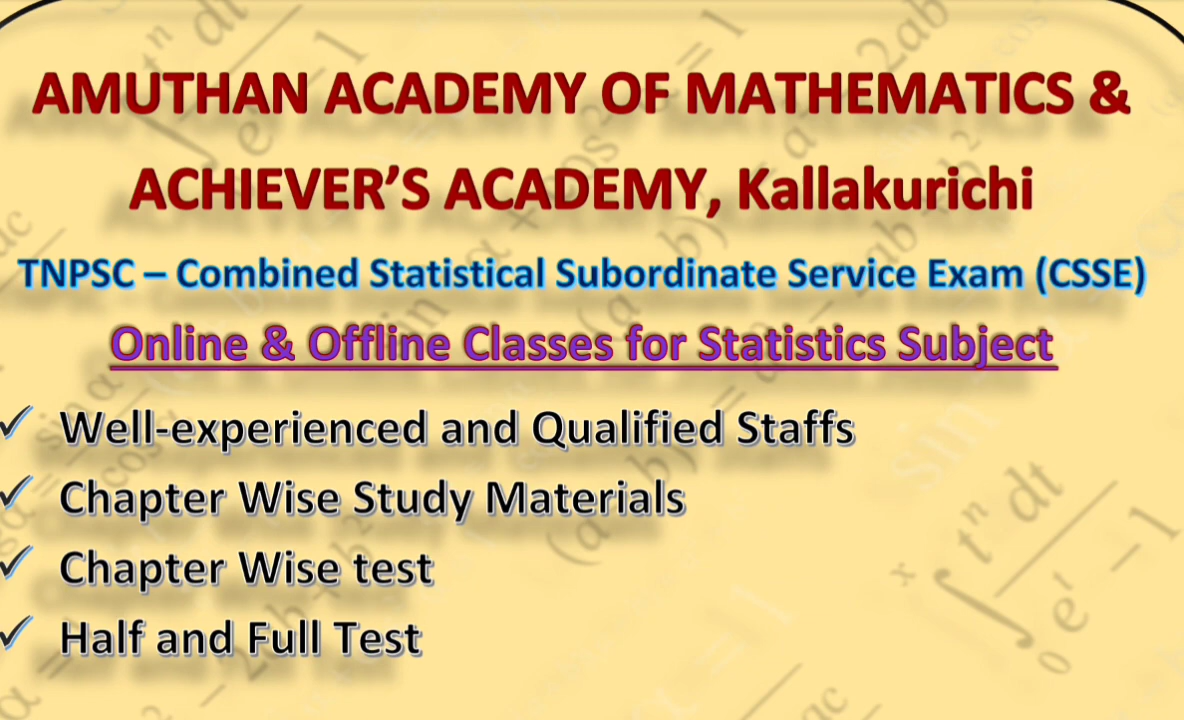 AMUTHAN ACADEMY OF MATHEMATICS &
ACHIEVER’S ACADEMY, Kallakurichi
TNPSC – Combined Statistical Subordinate Service Exam (CSSE)
Online & Offline Classes for Statistics Subject
✓ Well-experienced and Qualified Staffs
✓ Chapter Wise Study Materials
✓ Chapter Wise test
✓ Half and Full Test